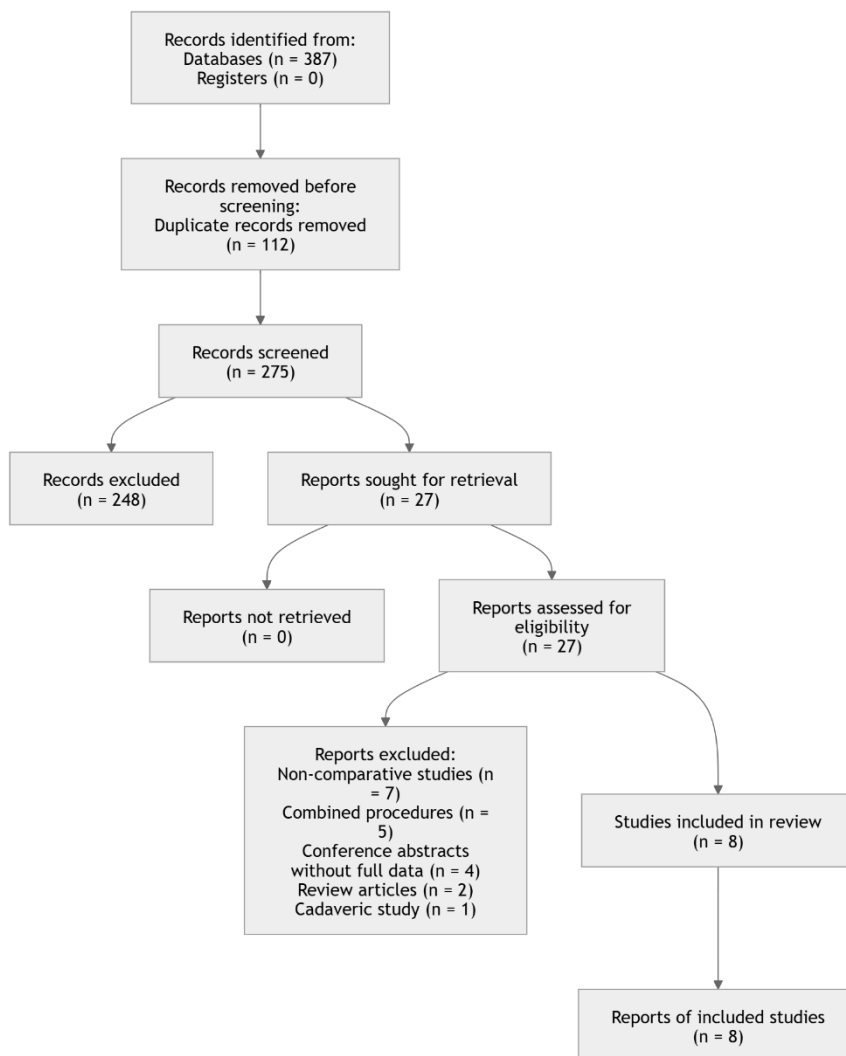 Records identified from:
Databases (n = 387)
Registers (n = 0)
Records removed before
screening:
Duplicate records removed
(n = 112)
Records screened
(n = 275)
Records excluded
(n = 248)
Reports sought for retrieval
(n = 27)
Reports not retrieved
(n = 0)
Reports assessed for
eligibility
(n = 27)
Reports excluded:
Non-comparative studies (n
= 7)
Combined procedures (n =
5)
Conference abstracts
without full data (n = 4)
Review articles (n = 2)
Cadaveric study (n = 1)
Studies included in review
(n = 8)
Reports of included studies
(n = 8)